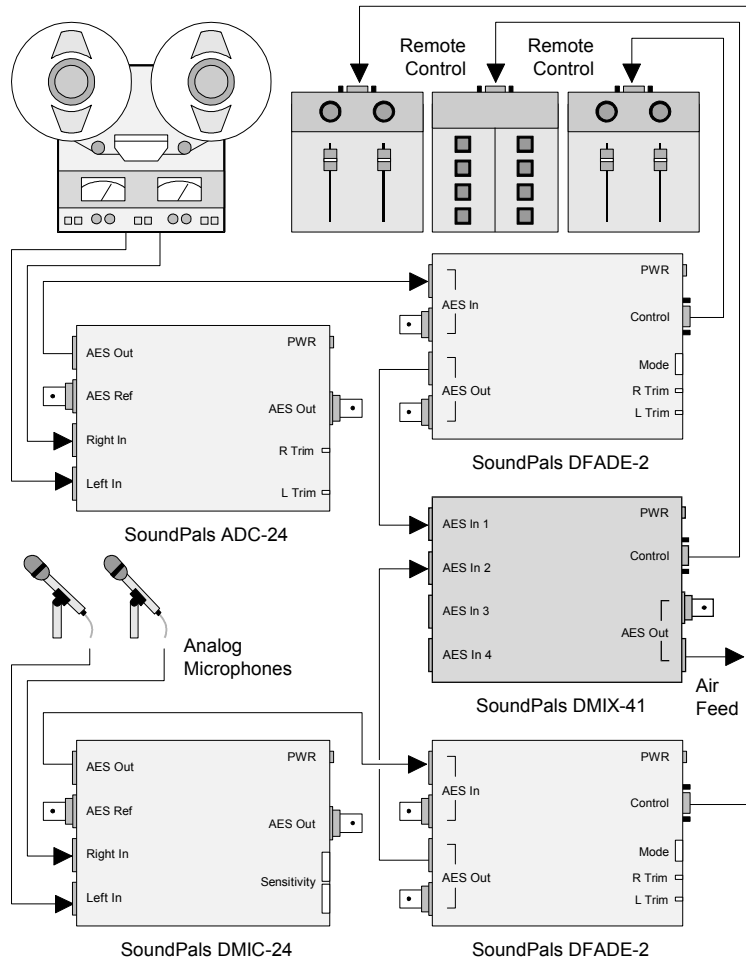 Remote
Control
Remote
Control
AES In
AES Out
PWR
Control
Mode
R Trim
L Trim
SoundPals DFADE-2
AES Out
AES Ref
Right In
Left In
PWR
AES Out
R Trim
L Trim
SoundPals ADC-24
AES In 1
AES In 2
AES In 3
AES In 4
PWR
Control
AES Out
SoundPals DMIX-41
Air
Feed
Analog
Microphones
AES Out
AES Ref
Right In
Left In
PWR
AES Out
Sensitivity
SoundPals DMIC-24
AES In
AES Out
PWR
Control
Mode
R Trim
L Trim
SoundPals DFADE-2